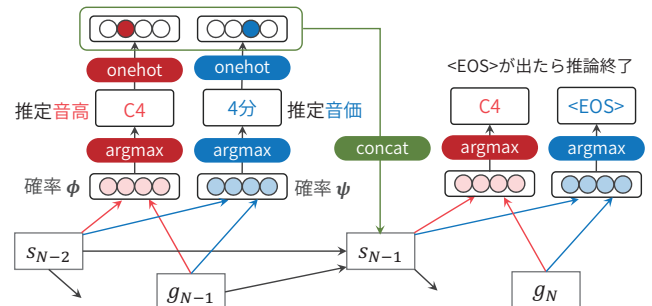 onehot
onehot
<EOS>が出たら推論終了
推定音高
C4
4分
推定音価
C4
<EOS>
argmax
argmax
concat
argmax
argmax
確率 ϕ
確率 ψ
s_{N-2}
s_{N-1}
g_{N-1}
g_N